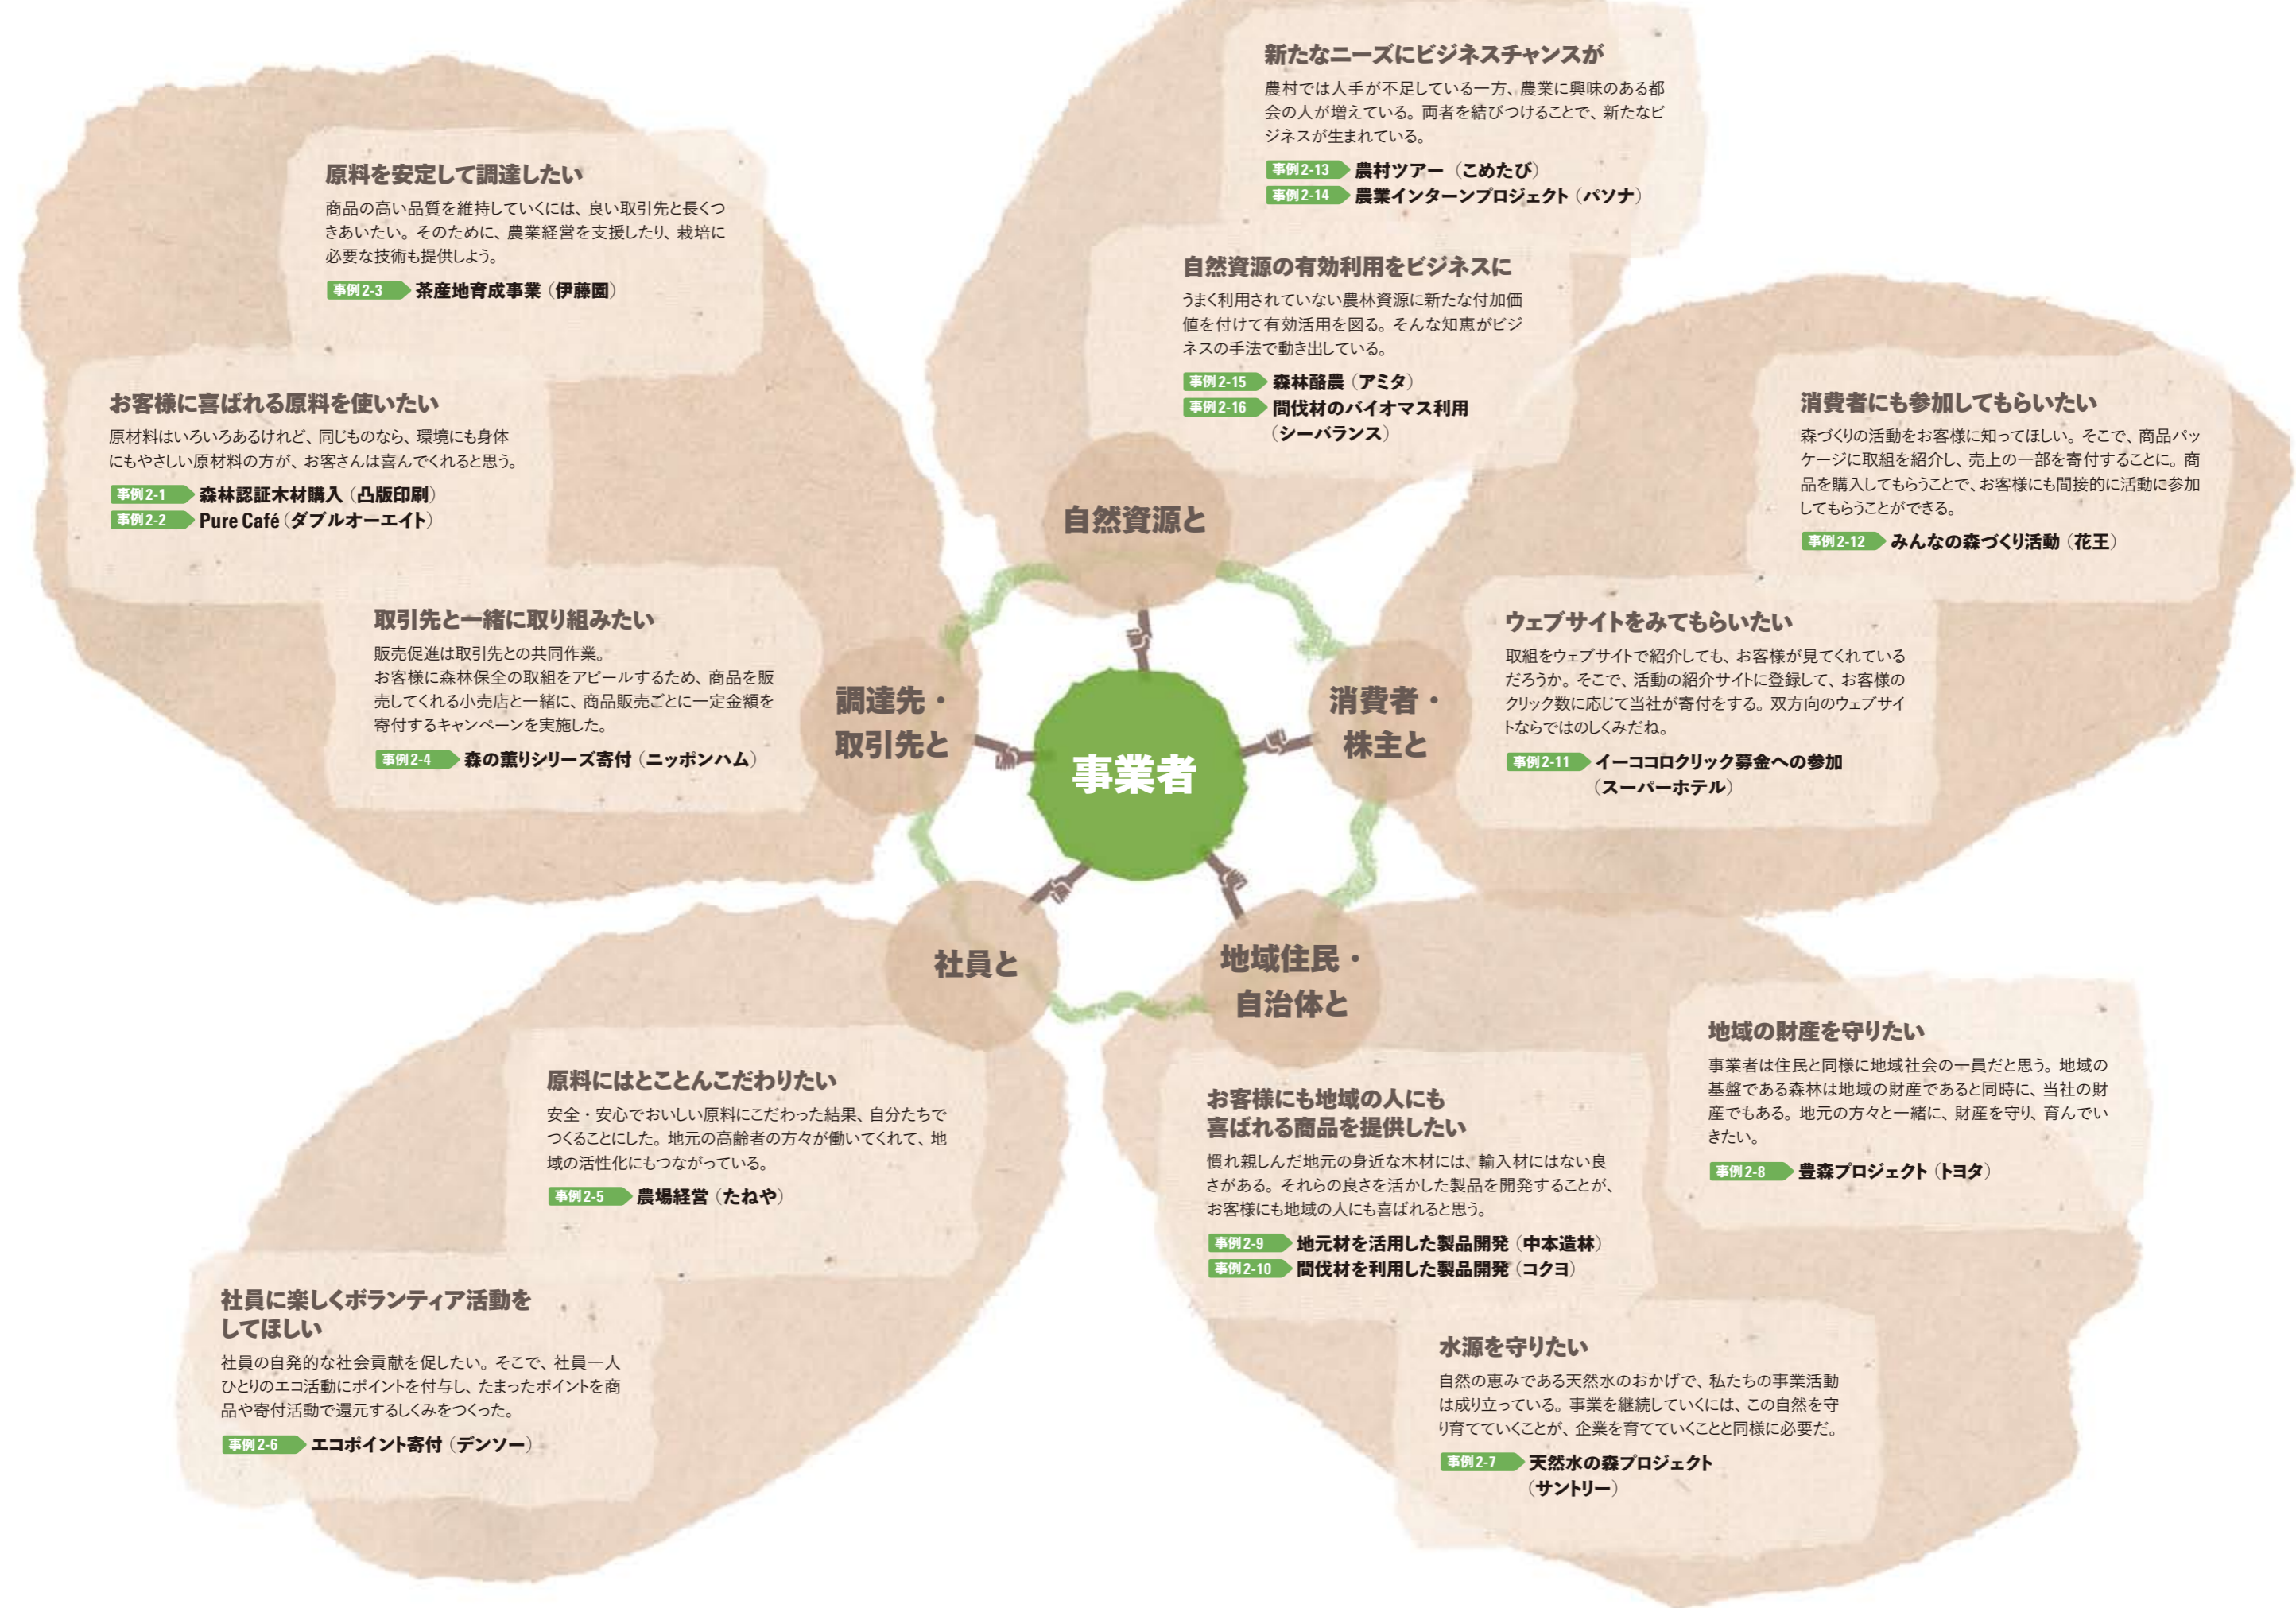 新たなニーズにビジネスチャンスが
農村では人手が不足している一方、農業に興味のある都
会の人が増えている。両者を結びつけることで、新たなビ
ジネスが生まれている。
事例2-13 農村ツアー（こめたび）
事例2-14 農業インターンプロジェクト（パソナ）
自然資源の有効利用をビジネスに
うまく利用されていない農林資源に新たな付加価
値を付けて有効活用を図る。そんな知恵がビジ
ネスの手法で動き出している。
事例2-15 森林酪農（アミタ）
事例2-16 間伐材のバイオマス利用
（シーバランス）
自然資源と
原料を安定して調達したい
商品の高い品質を維持していくには、良い取引先と長くつ
きあいたい。そのために、農業経営を支援したり、栽培に
必要な技術も提供しよう。
事例2-3 茶産地育成事業（伊藤園）
お客様に喜ばれる原料を使いたい
原材料はいろいろあるけれど、同じものなら、環境にも身体
にもやさしい原材料の方が、お客さんは喜んでくれると思う。
事例2-1 森林認証木材購入（凸版印刷）
事例2-2 Pure Café（ダブルオーエイト）
取引先と一緒に取り組みたい
販売促進は取引先との共同作業。
お客様に森林保全の取組をアピールするため、商品を販
売してくれる小売店と一緒に、商品販売ごとに一定金額を
寄付するキャンペーンを実施した。
事例2-4 森の薫りシリーズ寄付（ニッポンハム）
調達先・
取引先と
事業者
消費者・
株主と
消費者にも参加してもらいたい
森づくりの活動をお客様に知ってほしい。そこで、商品パッ
ケージに取組を紹介し、売上の一部を寄付することに。商
品を購入してもらうことで、お客様にも間接的に活動に参加
してもらうことができる。
事例2-12 みんなの森づくり活動（花王）
ウェブサイトをみてもらいたい
取組をウェブサイトで紹介しても、お客様が見てくれている
だろうか。そこで、活動の紹介サイトに登録して、お客様の
クリック数に応じて当社が寄付をする。双方向のウェブサイ
トならではのしくみだね。
事例2-11 イーココロクリック募金への参加
（スーパーホテル）
社員と
原料にはとことんこだわりたい
安全・安心でおいしい原料にこだわった結果、自分たちで
つくることにした。地元の高齢者の方々が働いてくれて、地
域の活性化にもつながっている。
事例2-5 農場経営（たねや）
社員に楽しくボランティア活動を
してほしい
社員の自発的な社会貢献を促したい。そこで、社員一人
ひとりのエコ活動にポイントを付与し、たまったポイントを商
品や寄付活動で還元するしくみをつくった。
事例2-6 エコポイント寄付（デンソー）
地域住民・
自治体と
地域の財産を守りたい
事業者は住民と同様に地域社会の一員だと思う。地域の
基盤である森林は地域の財産であると同時に、当社の財
産でもある。地元の方々と一緒に、財産を守り、育んでい
きたい。
事例2-8 豊森プロジェクト（トヨタ）
お客様にも地域の人にも
喜ばれる商品を提供したい
慣れ親しんだ地元の身近な木材には、輸入材にはない良
さがある。それらの良さを活かした製品を開発することが、
お客様にも地域の人にも喜ばれると思う。
事例2-9 地元材を活用した製品開発（中本造林）
事例2-10 間伐材を利用した製品開発（コクヨ）
水源を守りたい
自然の恵みである天然水のおかげで、私たちの事業活動
は成り立っている。事業を継続していくには、この自然を守
り育てていくことが、企業を育てていくことと同様に必要だ。
事例2-7 天然水の森プロジェクト
（サントリー）